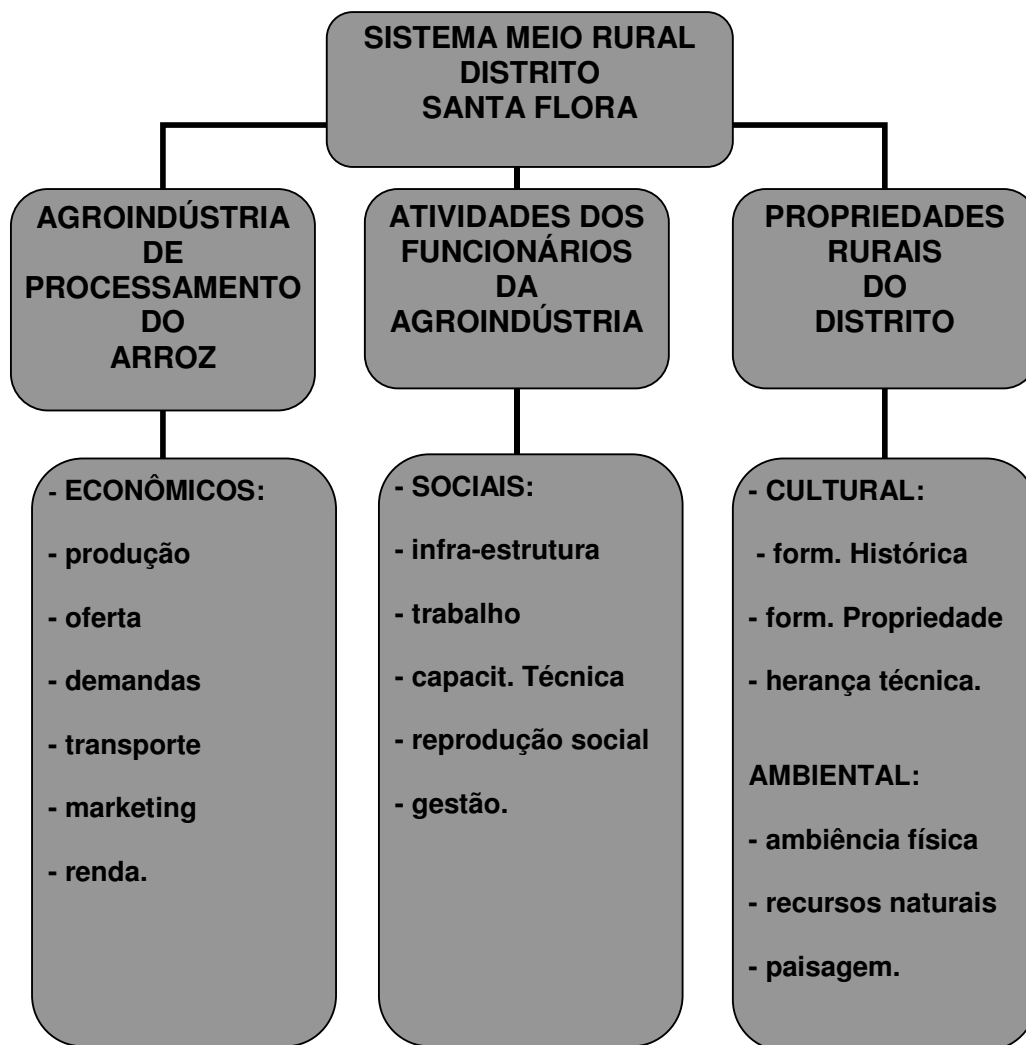 SISTEMA MEIO RURAL
DISTRITO
SANTA FLORA
AGROINDÚSTRIA
DE
PROCESSAMENTO
DO
ARROZ
ATIVIDADES DOS
FUNCIONÁRIOS
DA
AGROINDÚSTRIA
PROPRIEDADES
RURAIS
DO
DISTRITO
- ECONÔMICOS:
- produção
- oferta
- demandas
- transporte
- marketing
- renda.
- SOCIAIS:
- infra-estrutura
- trabalho
- capacit. Técnica
- reprodução social
- gestão.
- CULTURAL:
- form. Histórica
- form. Propriedade
- herança técnica.
AMBIENTAL:
- ambiência física
- recursos naturais
- paisagem.